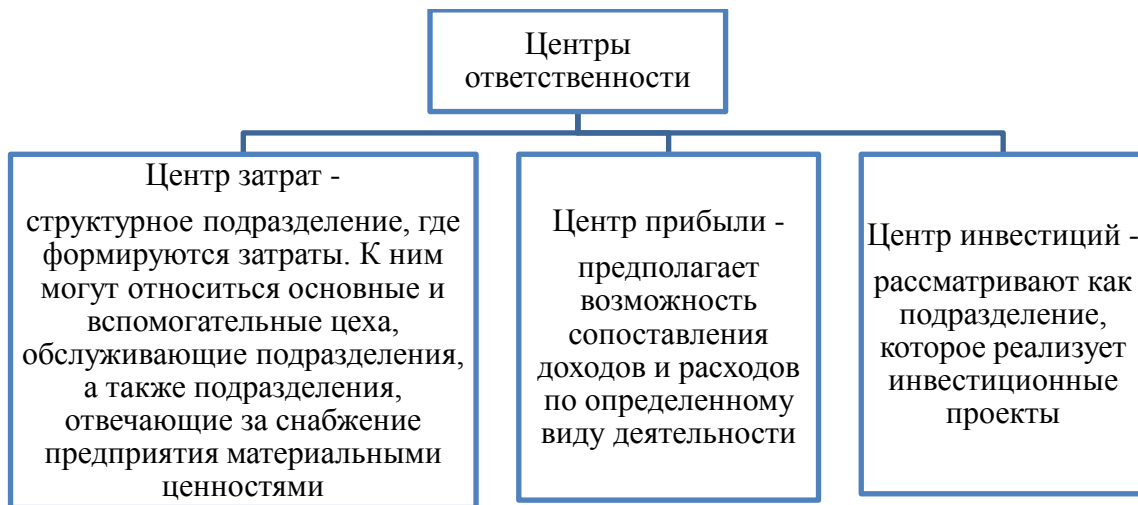 Центры
ответственности
Центр затрат -
структурное подразделение, где
формируются затраты. К ним
могут относиться основные и
вспомогательные цеха,
обслуживающие подразделения,
а также подразделения,
отвечающие за снабжение
предприятия материальными
ценностями
Центр прибыли -
предполагает
возможность
сопоставления
доходов и расходов
по определенному
виду деятельности
Центр инвестиций -
рассматривают как
подразделение,
которое реализует
инвестиционные
проекты